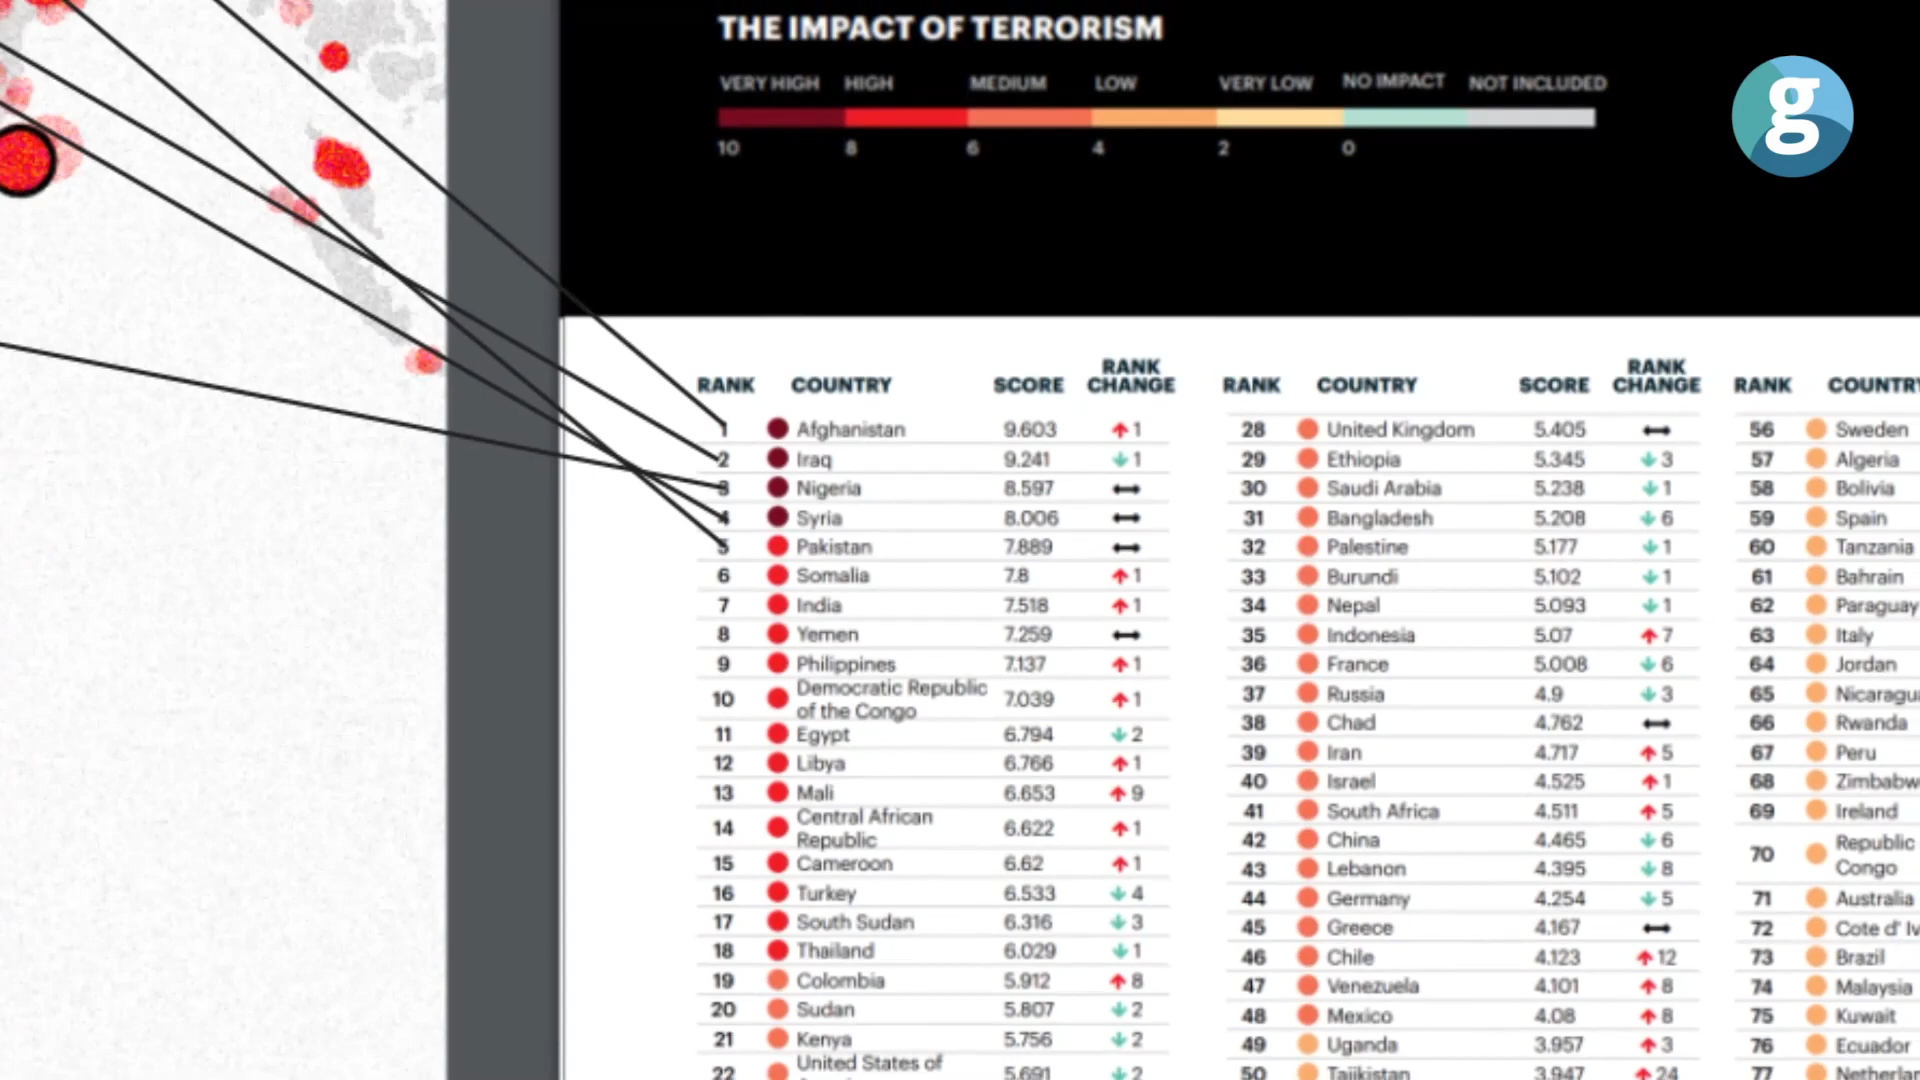 THE IMPACT OF TERRORISM
VERY HIGH HIGH MEDIUM LOW VERY LOW NO IMPACT NOT INCLUDED
10 8 6 4 2 0
g
RANK COUNTRY SCORE RANK CHANGE
1 Afghanistan 9.603 1
2 Iraq 9.241 1
3 Nigeria 8.597
4 Syria 8.006
5 Pakistan 7.889
6 Somalia 7.8 1
7 India 7.518 1
8 Yemen 7.259
9 Philippines 7.137 1
10 Democratic Republic of the Congo 7.039 1
11 Egypt 6.794 2
12 Libya 6.766 1
13 Mali 6.653 9
14 Central African Republic 6.622 1
15 Cameroon 6.62 1
16 Turkey 6.533 4
17 South Sudan 6.316 3
18 Thailand 6.029 1
19 Colombia 5.912 8
20 Sudan 5.807 2
21 Kenya 5.756 2
22 United States of 5.691 2
RANK COUNTRY SCORE RANK CHANGE
28 United Kingdom 5.405
29 Ethiopia 5.345 3
30 Saudi Arabia 5.238 1
31 Bangladesh 5.208 6
32 Palestine 5.177 1
33 Burundi 5.102 1
34 Nepal 5.093 1
35 Indonesia 5.07 7
36 France 5.008 6
37 Russia 4.9 3
38 Chad 4.762
39 Iran 4.717 5
40 Israel 4.525 1
41 South Africa 4.511 5
42 China 4.465 6
43 Lebanon 4.395 8
44 Germany 4.254 5
45 Greece 4.167
46 Chile 4.123 12
47 Venezuela 4.101 8
48 Mexico 4.08 8
49 Uganda 3.957 3
50 Tajikistan 3.947 24
RANK COUNTRY
56 Sweden
57 Algeria
58 Bolivia
59 Spain
60 Tanzania
61 Bahrain
62 Paraguay
63 Italy
64 Jordan
65 Nicaragu
66 Rwanda
67 Peru
68 Zimbabw
69 Ireland
70 Republic Congo
71 Australia
72 Cote d' Iv
73 Brazil
74 Malaysia
75 Kuwait
76 Ecuador
77 Netherlan